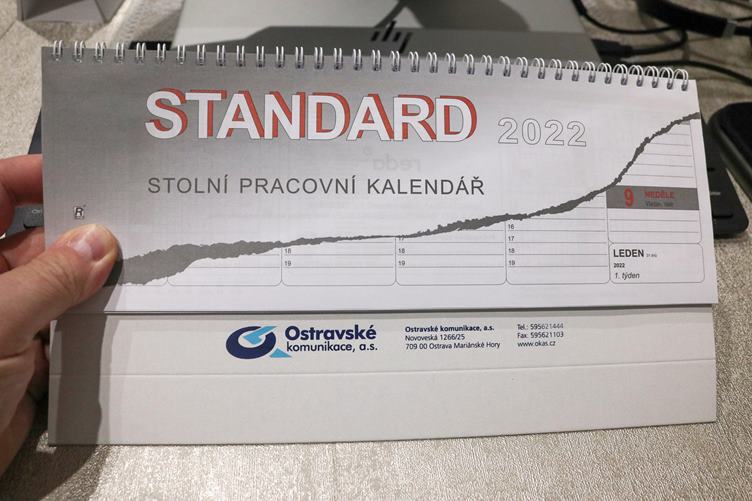 STANDARD 2022
STOLNÍ PRACOVNÍ KALENDÁŘ
R
9 NEDĚLE
16
17
17
18
18
18
19
19
19
LEDEN
2022
1. týden
Ostravské
komunikace, a.s.
Ostravské komunikace, a.s.
Novoveská 1266/25
709 00 Ostrava Mariánské Hory
Tel.: 595621444
Fax: 595621103
www.okas.cz
hp